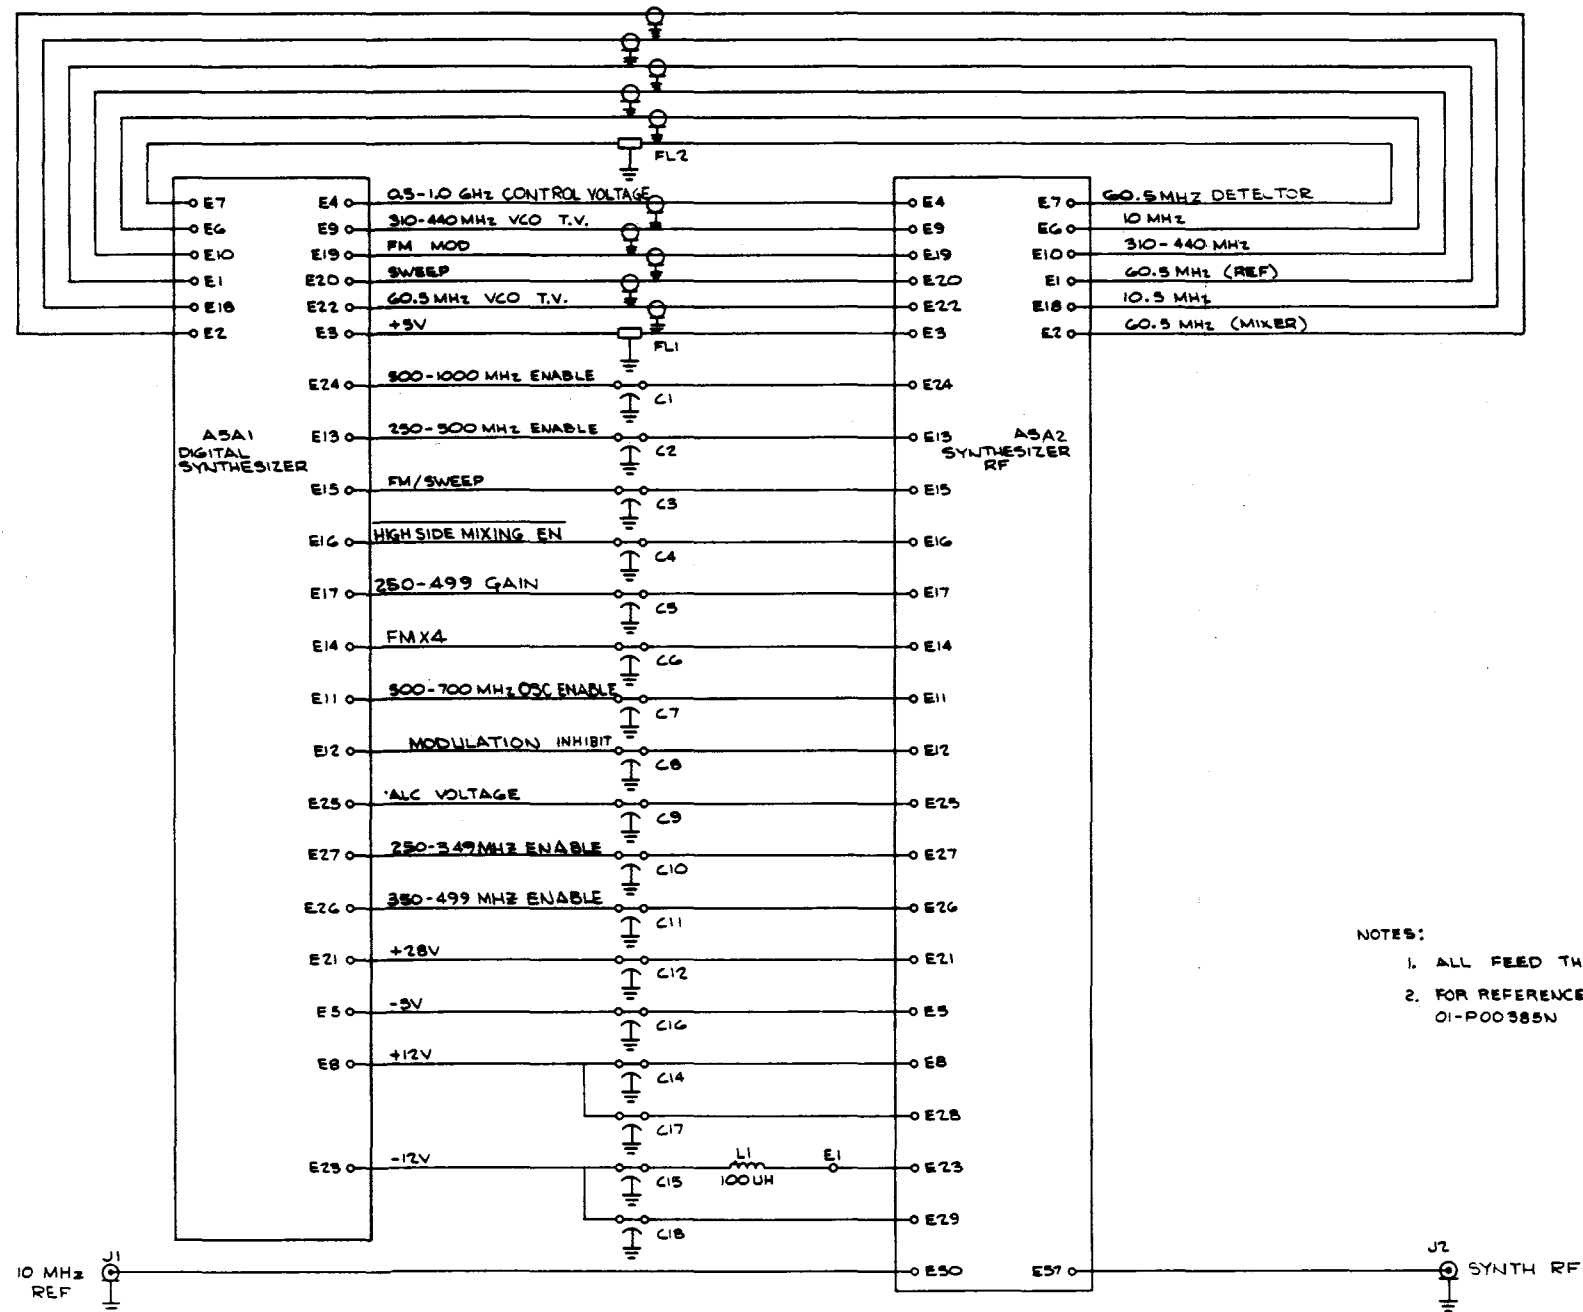 FL2
E7 E4 0.5-1.0 GHz CONTROL VOLTAGE E4 E7 60.5 MHz DETECTOR
E6 E9 310-440 MHz VCO T.V. E9 E6 10 MHz
E10 E19 FM MOD E19 E10 310-440 MHz
E1 E20 SWEEP E20 E1 60.5 MHz (REF)
E18 E22 60.5 MHz VCO T.V. E22 E18 10.5 MHz
E2 E3 +5V E3 E2 60.5 MHz (MIXER)
FL1
E24 500-1000 MHz ENABLE E24
C1
A5A1
DIGITAL
SYNTHESIZER
E13 250-500 MHz ENABLE E13
C2
A5A2
SYNTHESIZER
RF
E15 FM/SWEEP E15
C3
E16 HIGH SIDE MIXING EN E16
C4
E17 250-499 GAIN E17
C5
E14 FMX4 E14
C6
E11 500-700 MHz OSC ENABLE E11
C7
E12 MODULATION INHIBIT E12
C8
E25 ALC VOLTAGE E25
C9
E27 250-349 MHZ ENABLE E27
C10
E26 350-499 MHZ ENABLE E26
C11
E21 +28V E21
C12
E5 -5V E5
C16
E8 +12V E8
C14
E28
C17
E23 -12V L1 E1 E23
C15 100UH
E29
C18
10 MHz
REF
J1
E50 E57
J2
SYNTH RF
NOTES:
1. ALL FEED TH
2. FOR REFERENCE
01-P00385N